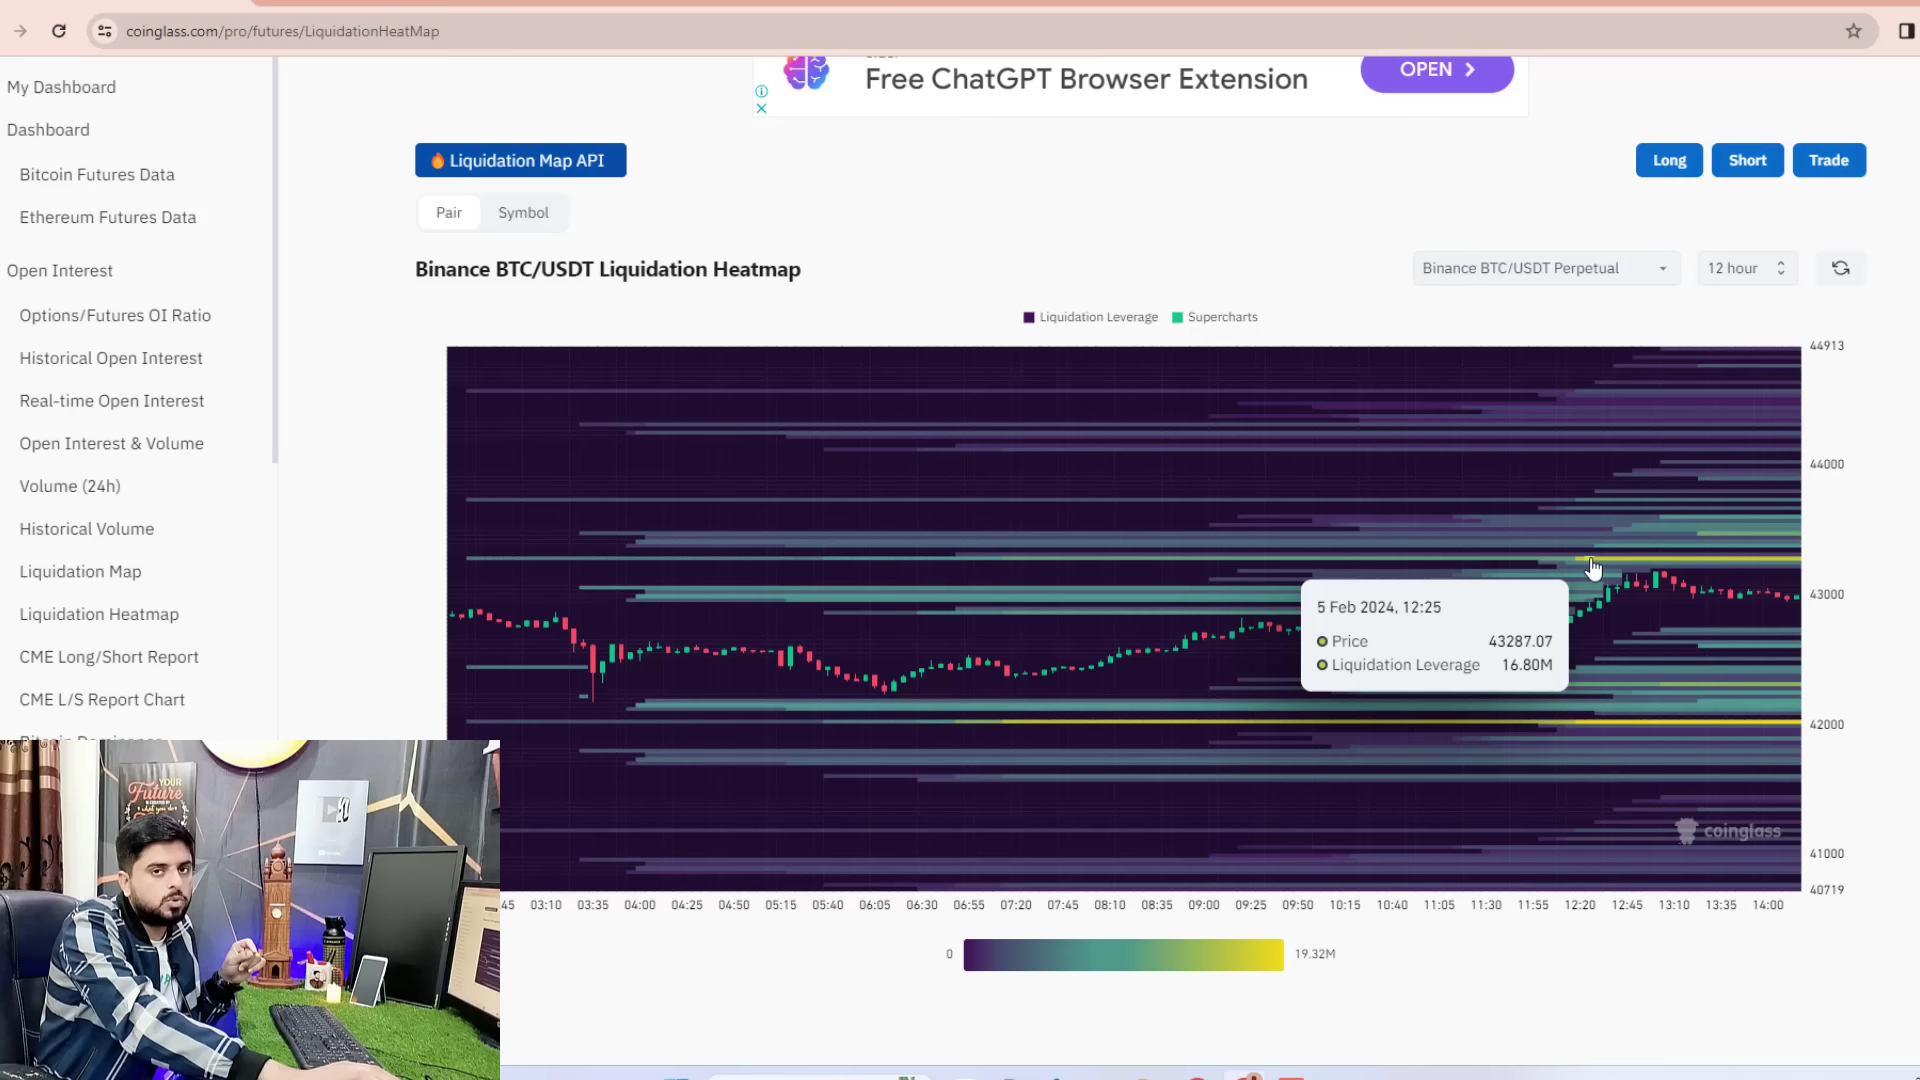 coinglass.com/pro/futures/LiquidationHeatMap
Free ChatGPT Browser Extension
OPEN
My Dashboard
Dashboard
Bitcoin Futures Data
Ethereum Futures Data
Open Interest
Options/Futures OI Ratio
Historical Open Interest
Real-time Open Interest
Open Interest & Volume
Volume (24h)
Historical Volume
Liquidation Map
Liquidation Heatmap
CME Long/Short Report
CME L/S Report Chart
Liquidation Map API
Long Short Trade
Pair Symbol
Binance BTC/USDT Liquidation Heatmap
Binance BTC/USDT Perpetual 12 hour
Liquidation Leverage Supercharts
44913
44000
43000
42000
41000
40719
5 Feb 2024, 12:25
Price 43287.07
Liquidation Leverage 16.80M
coinglass
45 03:10 03:35 04:00 04:25 04:50 05:15 05:40 06:05 06:30 06:55 07:20 07:45 08:10 08:35 09:00 09:25 09:50 10:15 10:40 11:05 11:30 11:55 12:20 12:45 13:10 13:35 14:00
0 19.32M
YOUR
Future